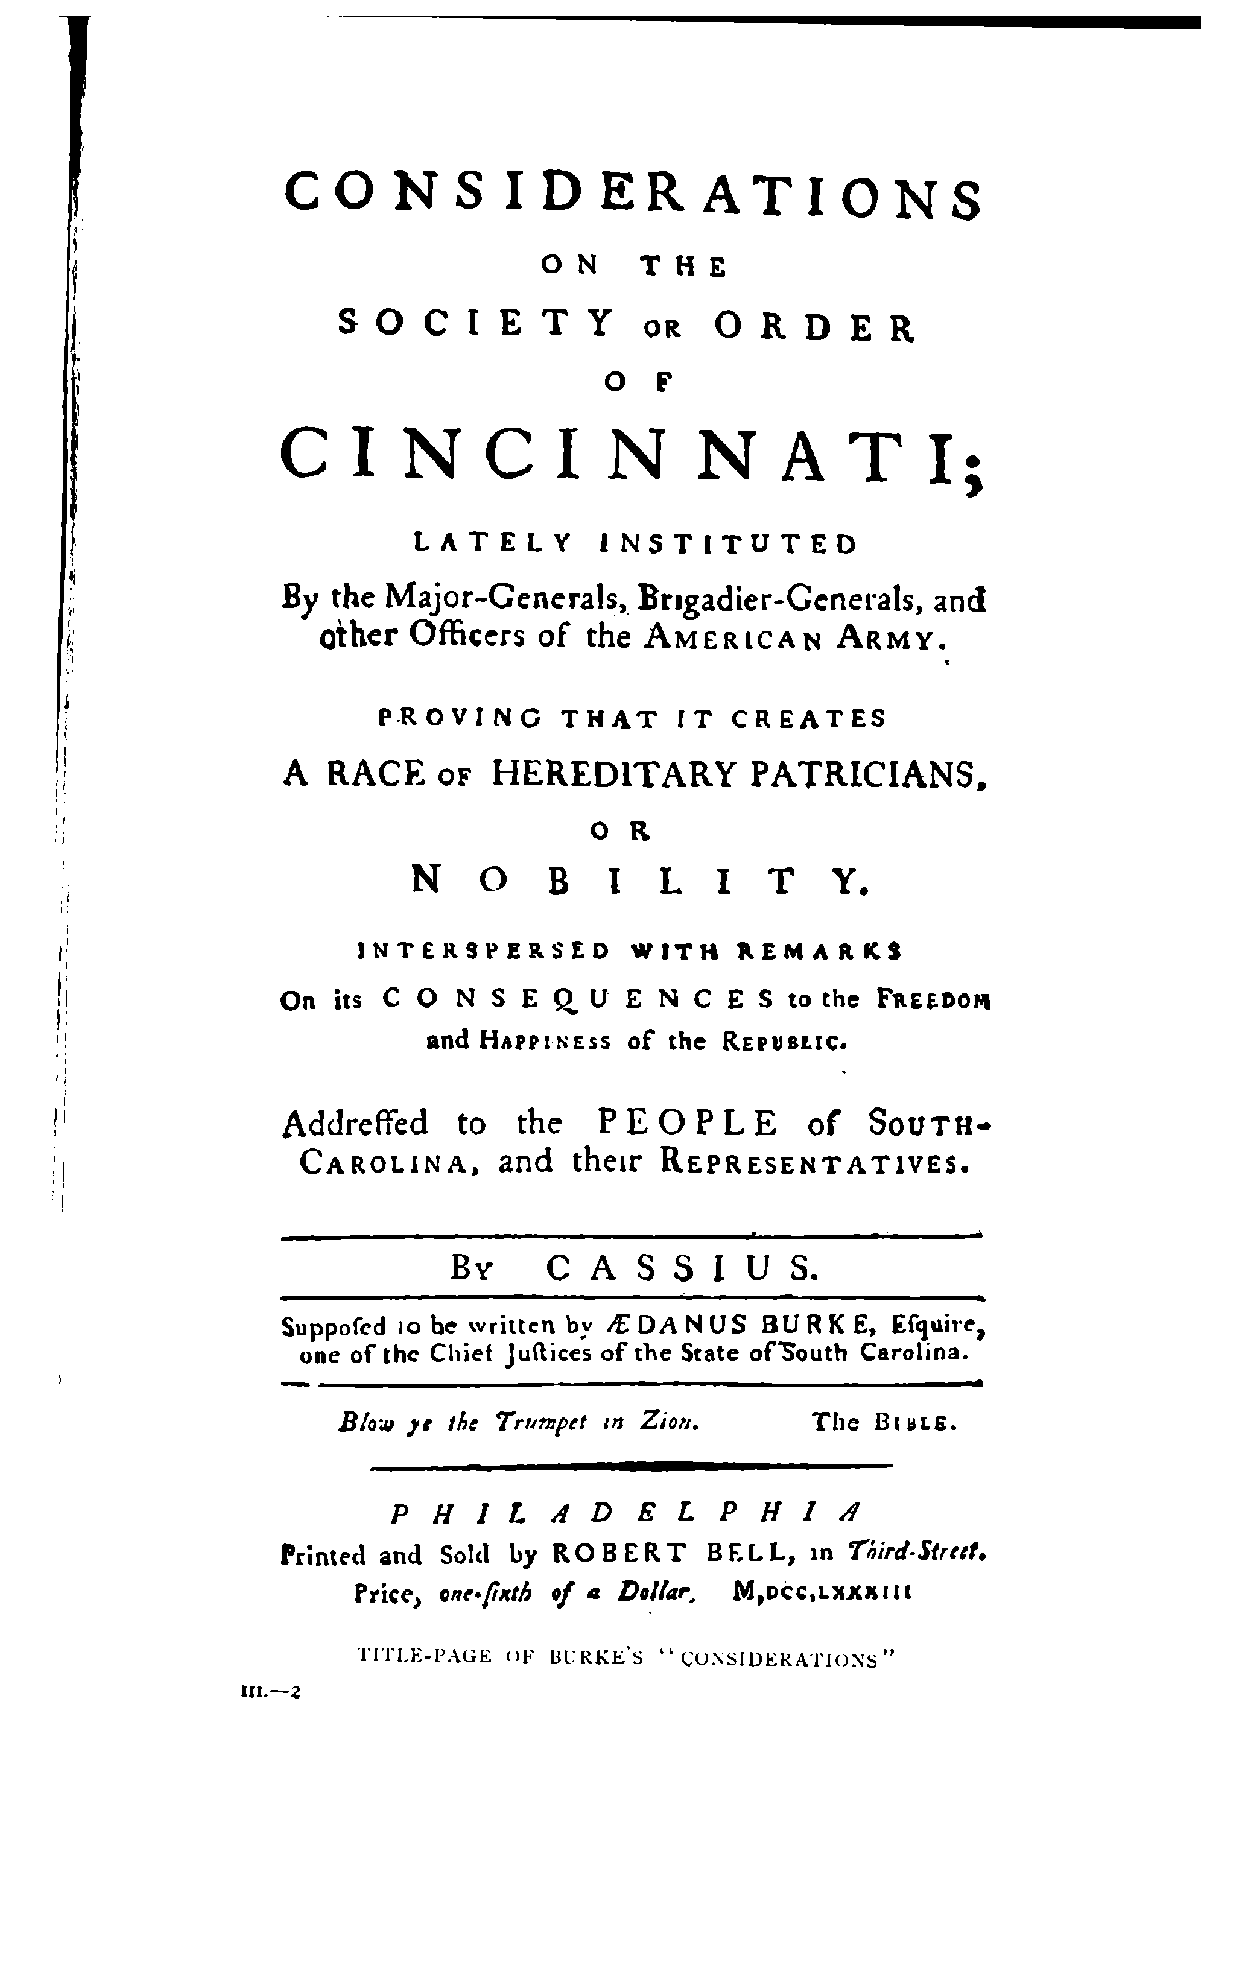 CONSIDERATIONS
ON THE
SOCIETY OR ORDER
OF
CINCINNATI;
LATELY INSTITUTED
By the Major-Generals, Brigadier-Generals, and
other Officers of the AMERICAN ARMY.
PROVING THAT IT CREATES
A RACE OF HEREDITARY PATRICIANS,
OR
NOBILITY.
INTERSPERSED WITH REMARKS
On its CONSEQUENCES to the FREEDOM
and HAPPINESS of the REPUBLIC.
Addreſſed to the PEOPLE of SOUTH-
CAROLINA, and their REPRESENTATIVES.
BY CASSIUS.
Suppoſed to be written by ÆDANUS BURKE, Eſquire,
one of the Chief Juſtices of the State of South Carolina.
Blow ye the Trumpet in Zion. The BIBLE.
PHILADELPHIA
Printed and Sold by ROBERT BELL, in Third-Street.
Price, one-ſixth of a Dollar. M,DCC,LXXXIII
TITLE-PAGE OF BURKE'S "CONSIDERATIONS"
III.—2